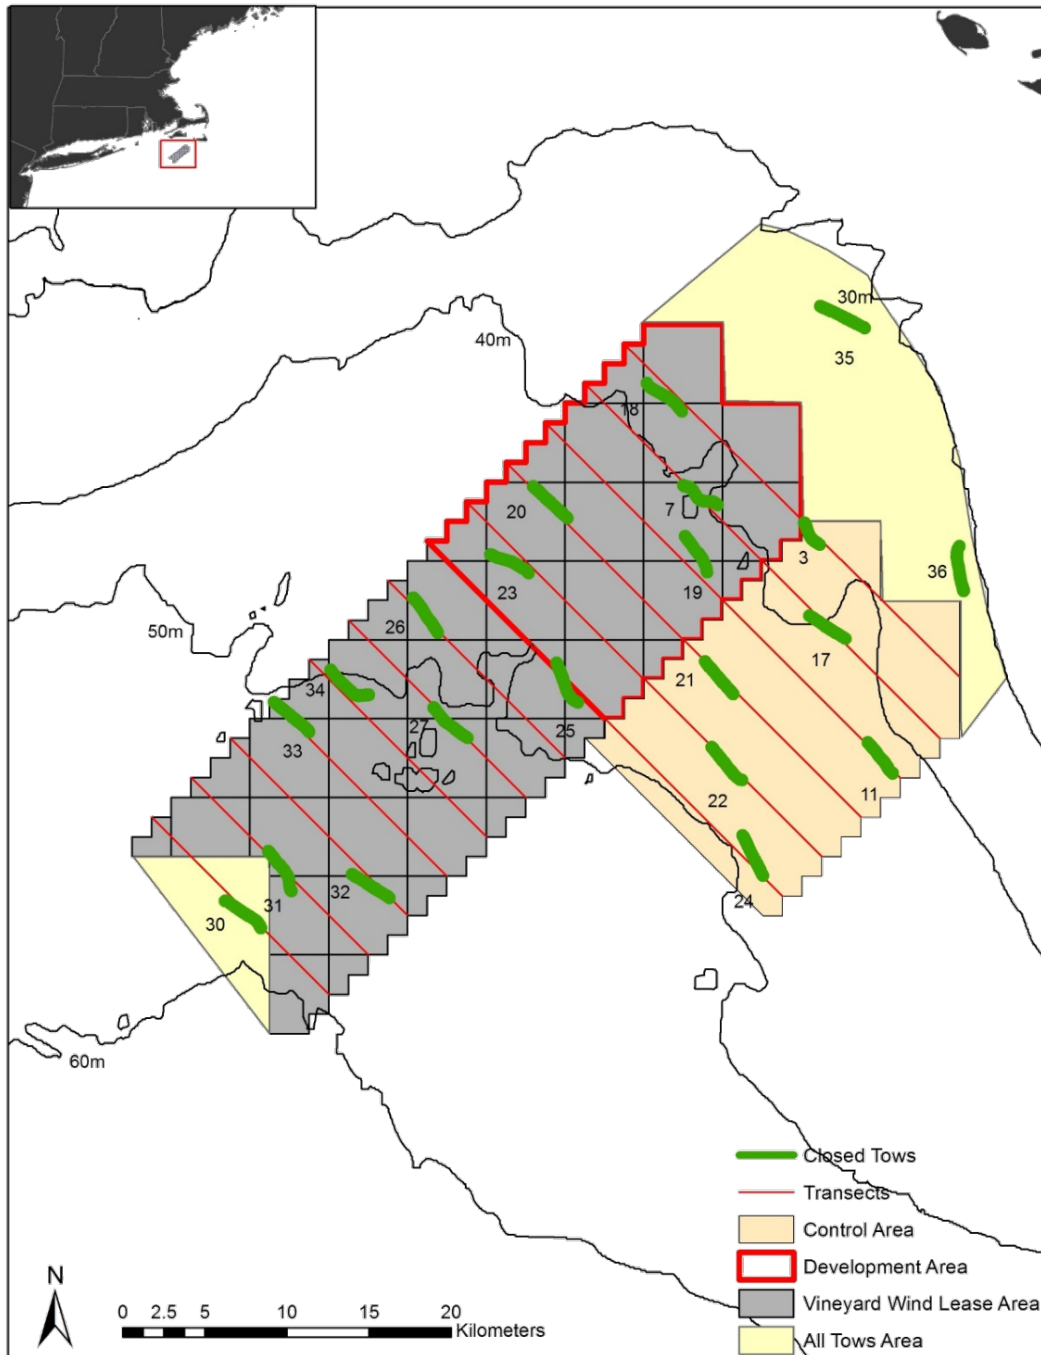 30m
35
40m
18
20
7
3
36
23
19
26
17
50m
21
34
27
25
33
22
11
32
31
24
30
60m
Closed Tows
Transects
Control Area
Development Area
Vineyard Wind Lease Area
All Tows Area
N
0 2.5 5 10 15 20
Kilometers